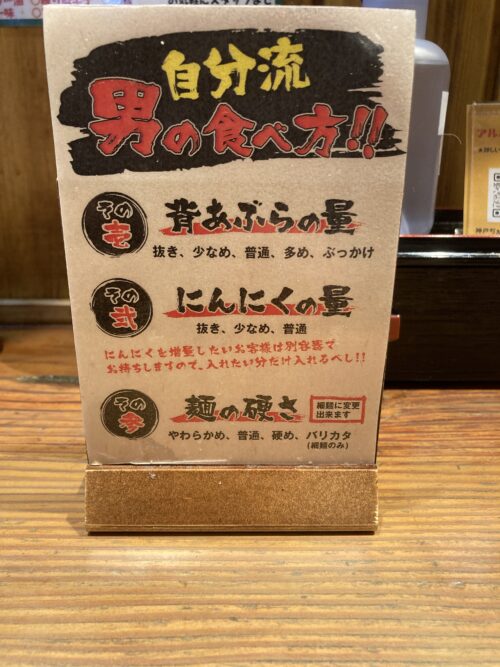 自分流
男の食べ方!!
その壱
背あぶらの量
抜き、少なめ、普通、多め、ぶっかけ
その弐
にんにくの量
抜き、少なめ、普通
にんにくを増量したいお客様は別容器で
お持ちしますので、入れたい分だけ入れるべし!!
その参
麺の硬さ
細麺に変更
出来ます
やわらかめ、普通、硬め、バリカタ
(細麺のみ)